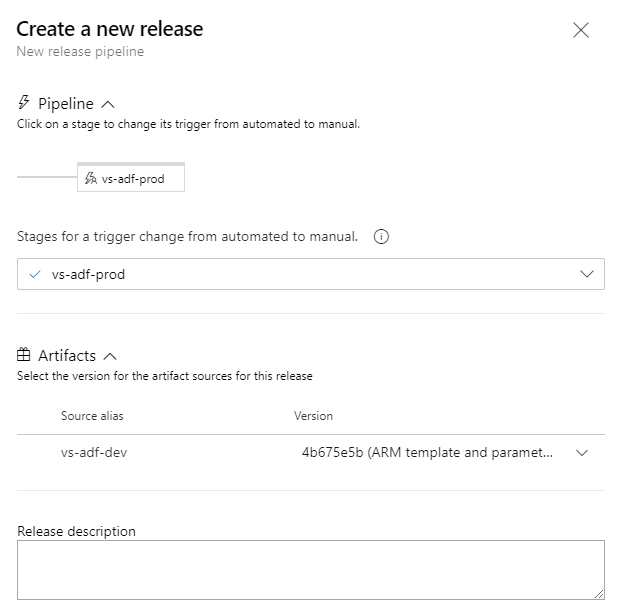 Create a new release
New release pipeline
Pipeline
Click on a stage to change its trigger from automated to manual.
vs-adf-prod
Stages for a trigger change from automated to manual.
vs-adf-prod
Artifacts
Select the version for the artifact sources for this release
Source alias Version
vs-adf-dev 4b675e5b (ARM template and paramet...
Release description